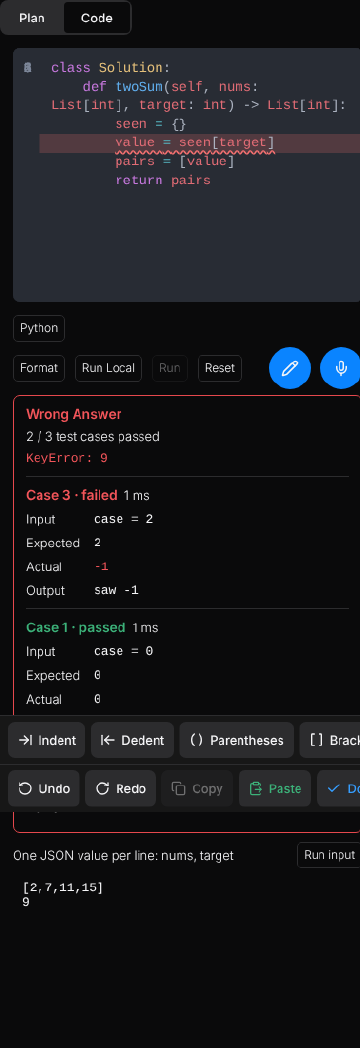 Plan Code
class Solution:
    def twoSum(self, nums:
List[int], target: int) -> List[int]:
        seen = {}
        value = seen[target]
        pairs = [value]
        return pairs
Python
Format Run Local Run Reset
Wrong Answer
2 / 3 test cases passed
KeyError: 9
Case 3 · failed 1 ms
Input case = 2
Expected 2
Actual -1
Output saw -1
Case 1 · passed 1 ms
Input case = 0
Expected 0
Actual 0
Indent Dedent () Parentheses [ ] Brack
Undo Redo Copy Paste Do
One JSON value per line: nums, target Run input
[2,7,11,15]
9